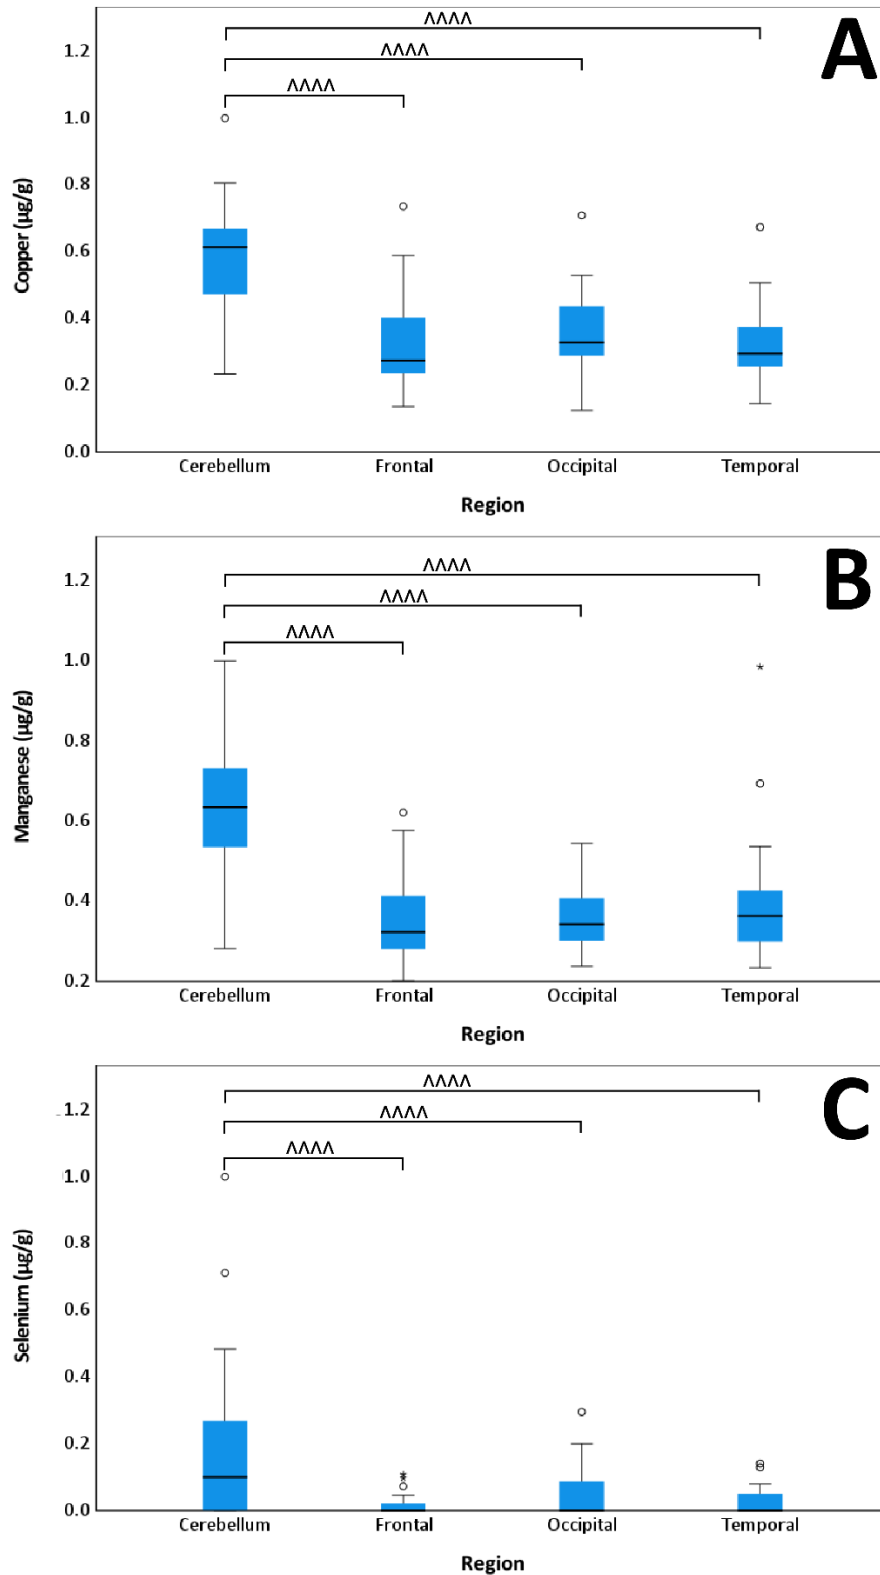 A
^^^^
^^^^
^^^^
1.2
1.0
0.8
0.6
0.4
0.2
0.0
Copper (µg/g)
Cerebellum Frontal Occipital Temporal
Region
B
^^^^
^^^^
^^^^
1.2
1.0
0.8
0.6
0.4
0.2
Manganese (µg/g)
Cerebellum Frontal Occipital Temporal
Region
C
^^^^
^^^^
^^^^
1.2
1.0
0.8
0.6
0.4
0.2
0.0
Selenium (µg/g)
Cerebellum Frontal Occipital Temporal
Region